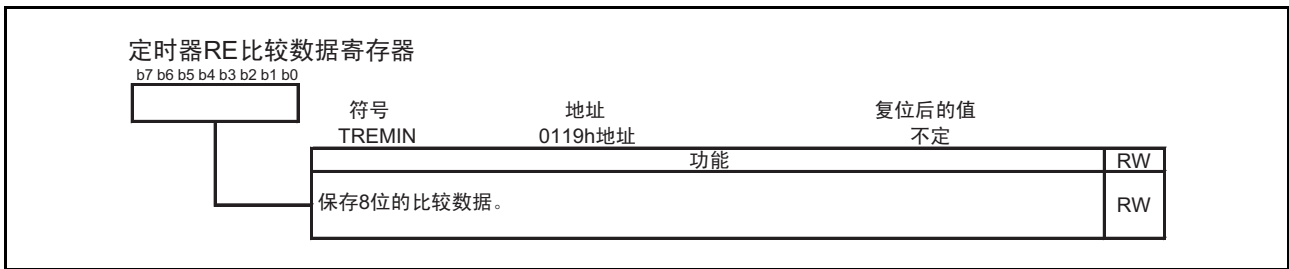 定时器RE比较数据寄存器
b7 b6 b5 b4 b3 b2 b1 b0
符号 地址 复位后的值
TREMIN 0119h地址 不定
功能 RW
保存8位的比较数据。 RW